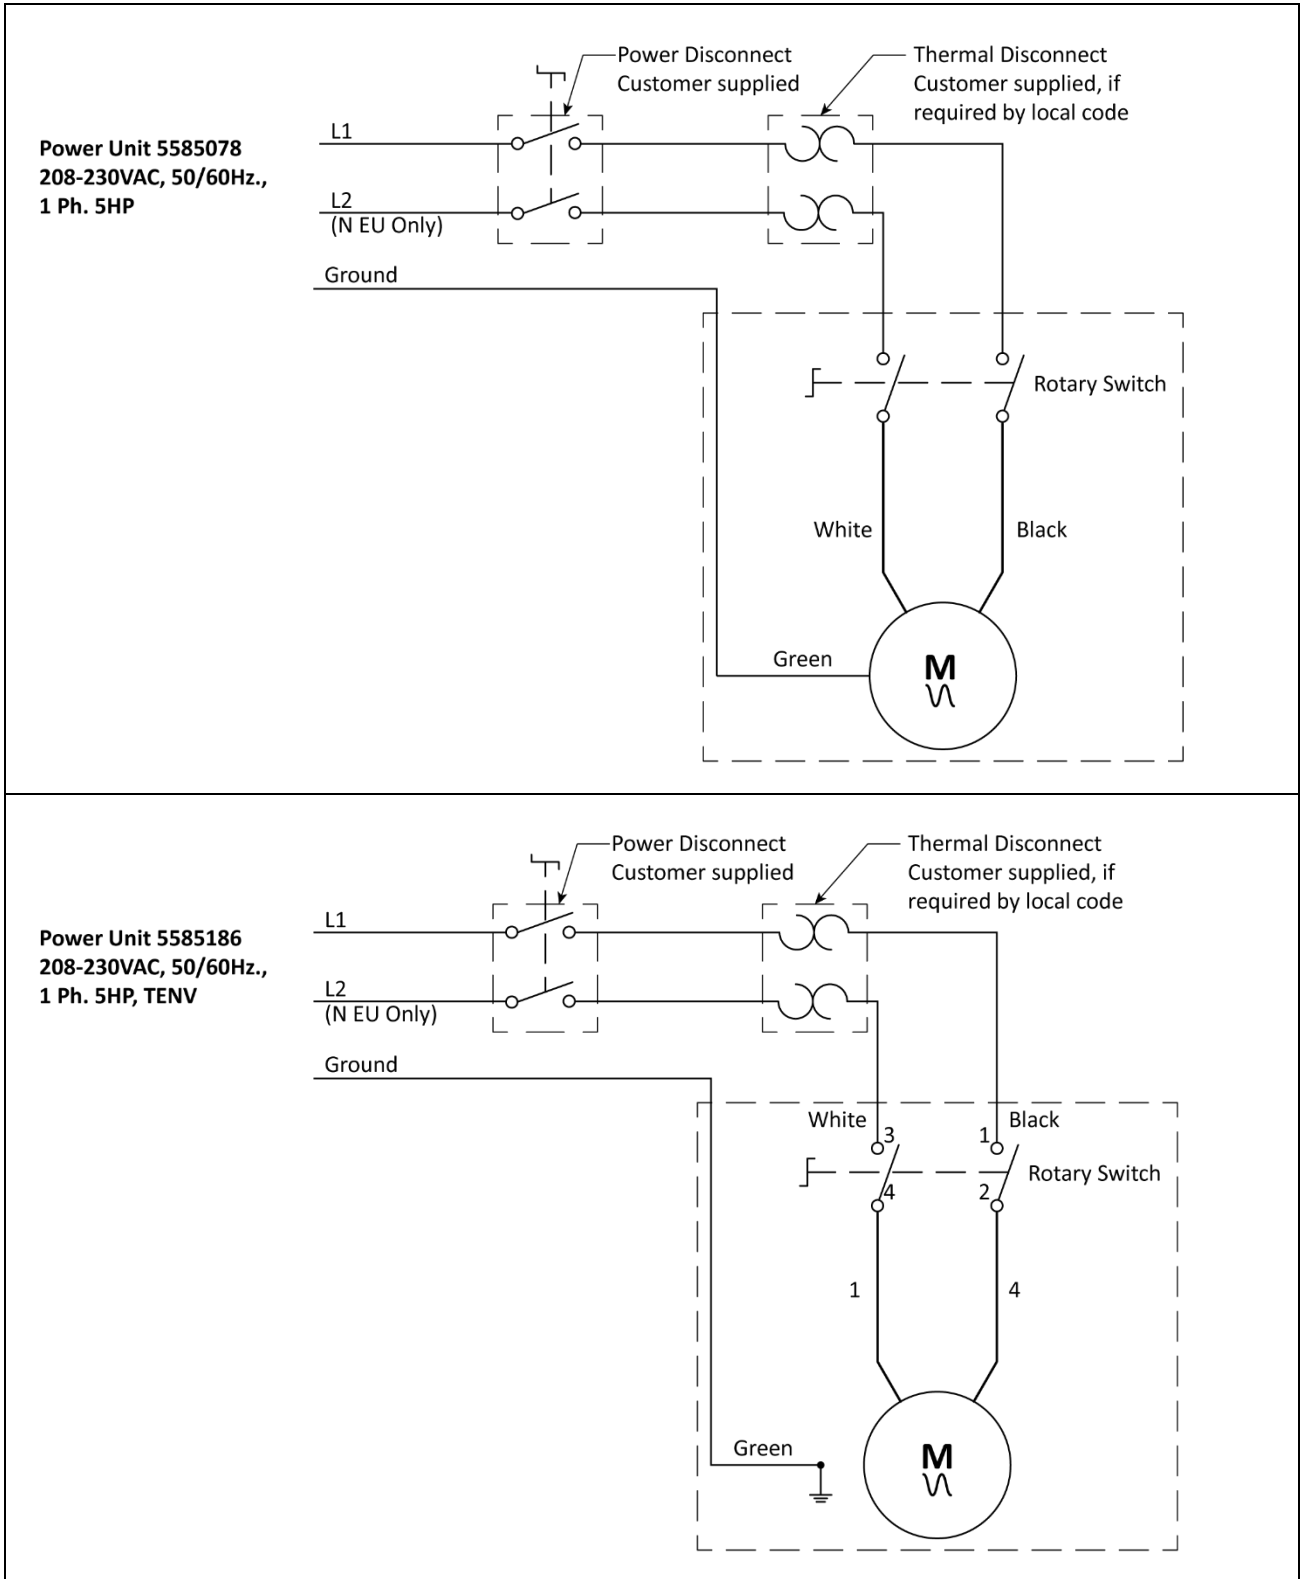 Power Disconnect
Customer supplied
Thermal Disconnect
Customer supplied, if
required by local code
Power Unit 5585078
208-230VAC, 50/60Hz.,
1 Ph. 5HP
L1
L2
(N EU Only)
Ground
Rotary Switch
White
Black
Green
M
Power Disconnect
Customer supplied
Thermal Disconnect
Customer supplied, if
required by local code
Power Unit 5585186
208-230VAC, 50/60Hz.,
1 Ph. 5HP, TENV
L1
L2
(N EU Only)
Ground
White
Black
3
1
Rotary Switch
4
2
1
4
Green
M